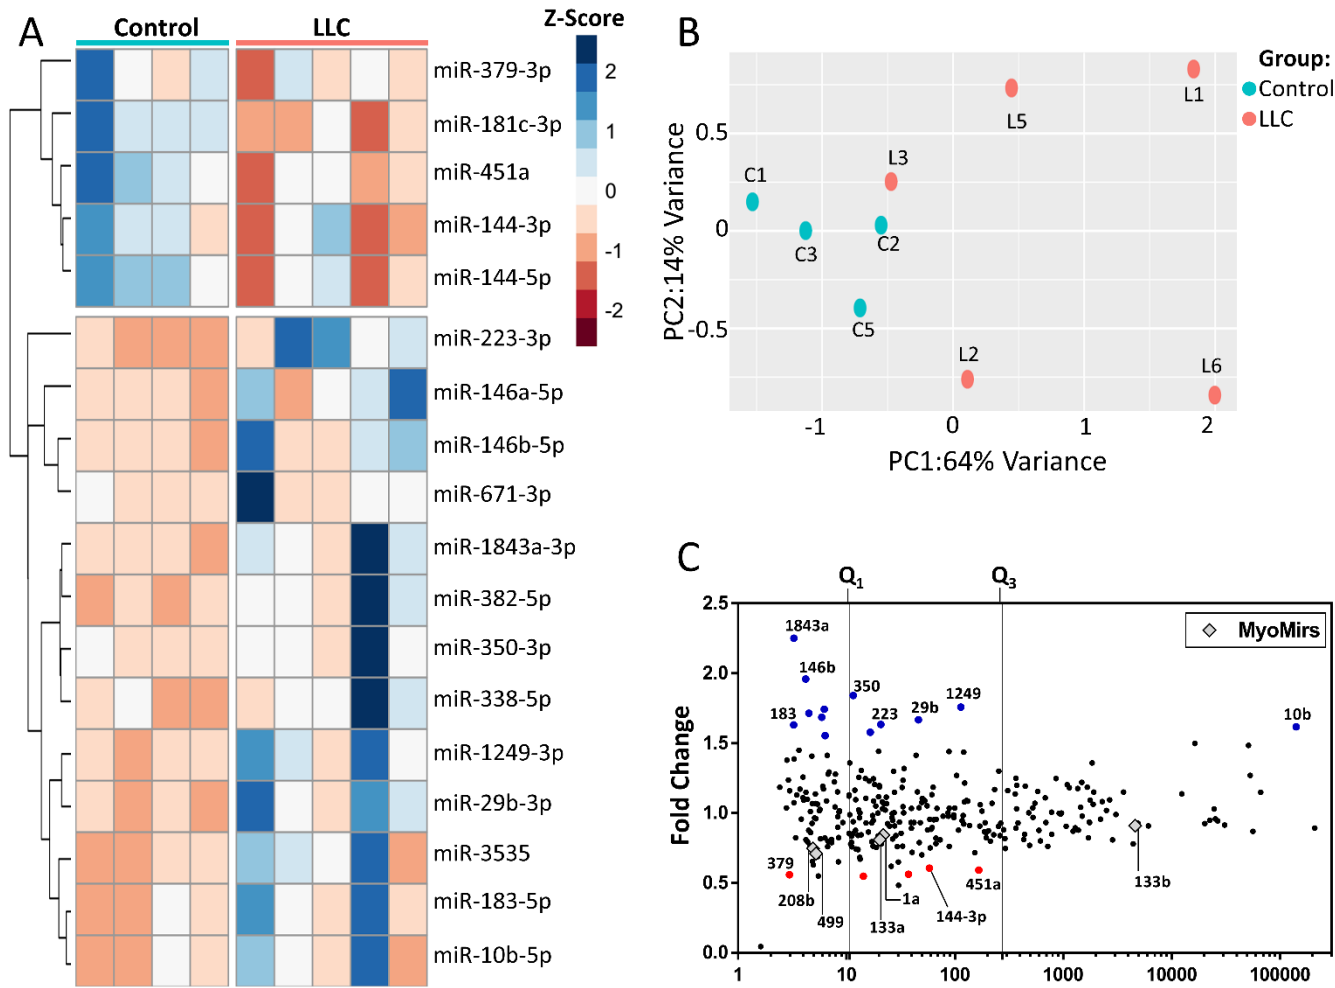 A
Control
LLC
Z-Score
2
1
0
-1
-2
miR-379-3p
miR-181c-3p
miR-451a
miR-144-3p
miR-144-5p
miR-223-3p
miR-146a-5p
miR-146b-5p
miR-671-3p
miR-1843a-3p
miR-382-5p
miR-350-3p
miR-338-5p
miR-1249-3p
miR-29b-3p
miR-3535
miR-183-5p
miR-10b-5p
B
Group:
Control
LLC
PC2:14% Variance
0.5
0
-0.5
L1
L5
L3
C1
C2
C3
C5
L2
L6
-1
0
1
2
PC1:64% Variance
C
Q1
Q3
MyoMirs
Fold Change
2.5
2.0
1.5
1.0
0.5
0.0
1843a
146b
350
183
223
29b
1249
10b
379
208b
499
133a
1a
144-3p
451a
133b
1
10
100
1000
10000
100000